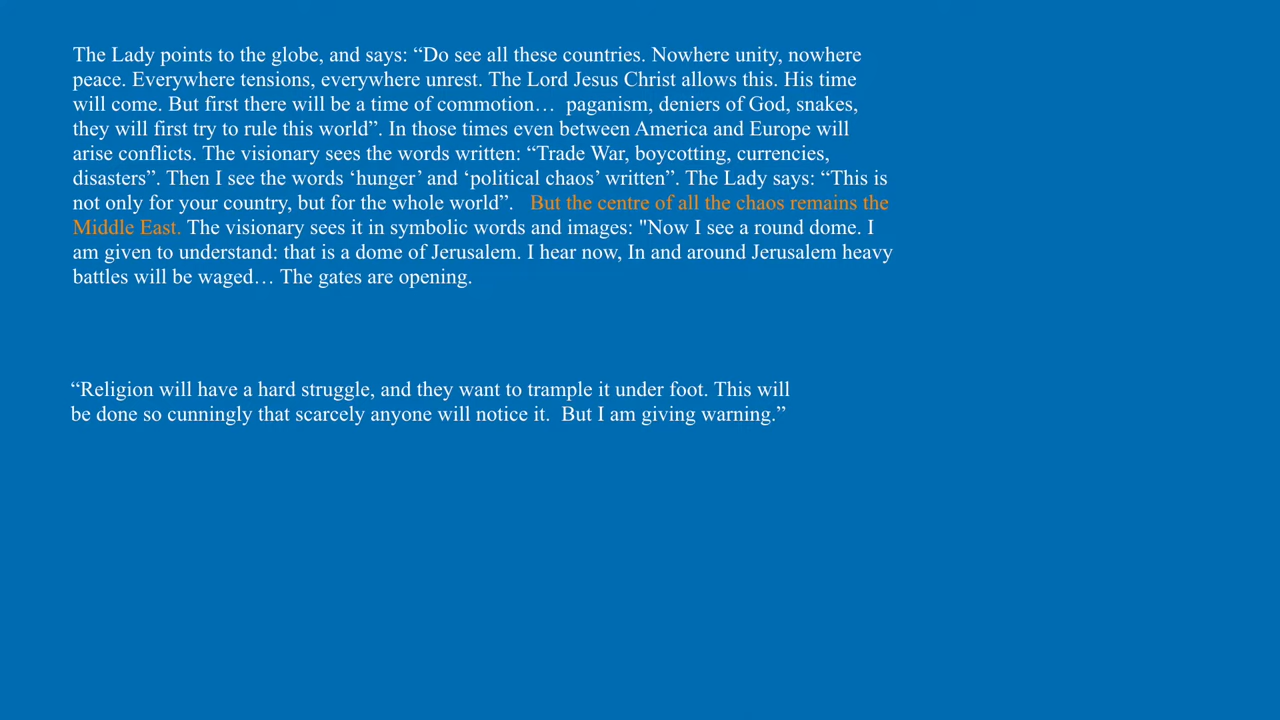 The Lady points to the globe, and says: “Do see all these countries. Nowhere unity, nowhere
peace. Everywhere tensions, everywhere unrest. The Lord Jesus Christ allows this. His time
will come. But first there will be a time of commotion… paganism, deniers of God, snakes,
they will first try to rule this world”. In those times even between America and Europe will
arise conflicts. The visionary sees the words written: “Trade War, boycotting, currencies,
disasters”. Then I see the words ‘hunger’ and ‘political chaos’ written”. The Lady says: “This is
not only for your country, but for the whole world”. But the centre of all the chaos remains the
Middle East. The visionary sees it in symbolic words and images: "Now I see a round dome. I
am given to understand: that is a dome of Jerusalem. I hear now, In and around Jerusalem heavy
battles will be waged… The gates are opening.
“Religion will have a hard struggle, and they want to trample it under foot. This will
be done so cunningly that scarcely anyone will notice it. But I am giving warning.”